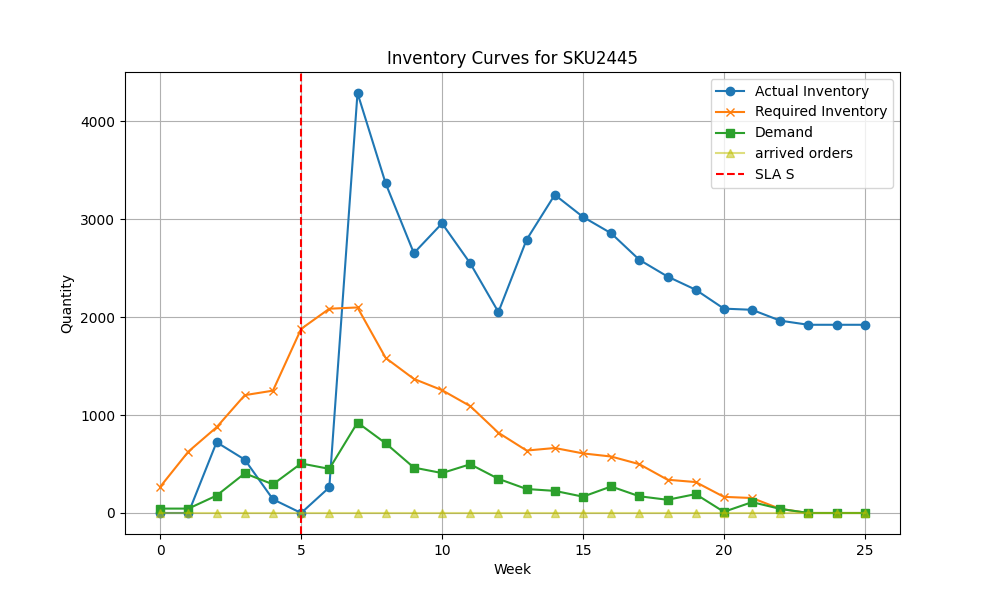 Inventory Curves for SKU2445
Actual Inventory
Required Inventory
Demand
arrived orders
SLA S
Quantity
4000
3000
2000
1000
0
0 5 10 15 20 25
Week